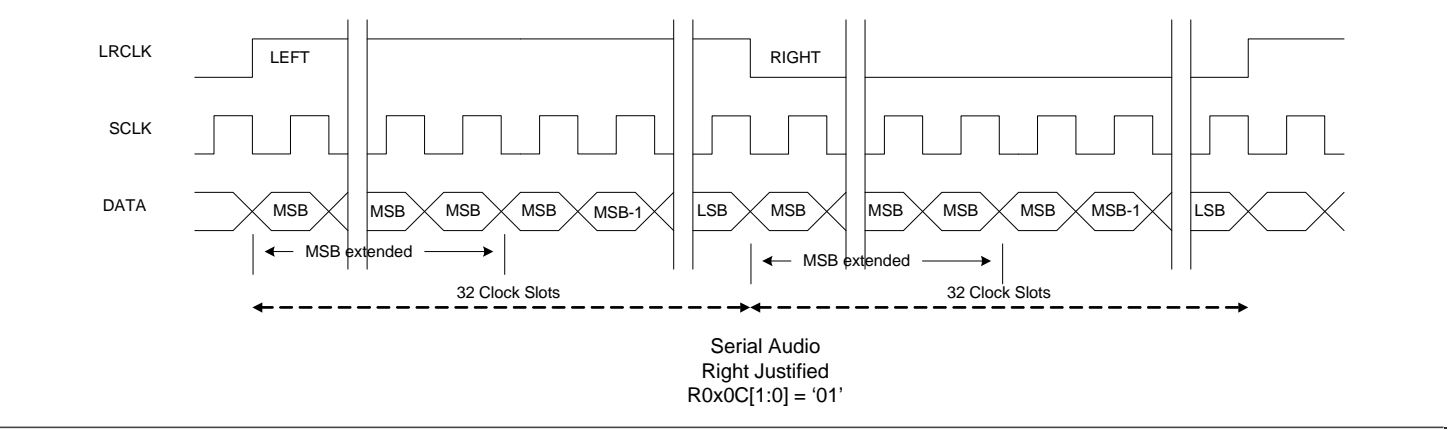 LRCLK
LEFT
RIGHT
SCLK
DATA
MSB MSB MSB MSB MSB-1 LSB MSB MSB MSB MSB MSB-1 LSB
MSB extended
MSB extended
32 Clock Slots
32 Clock Slots
Serial Audio
Right Justified
R0x0C[1:0] = ‘01’